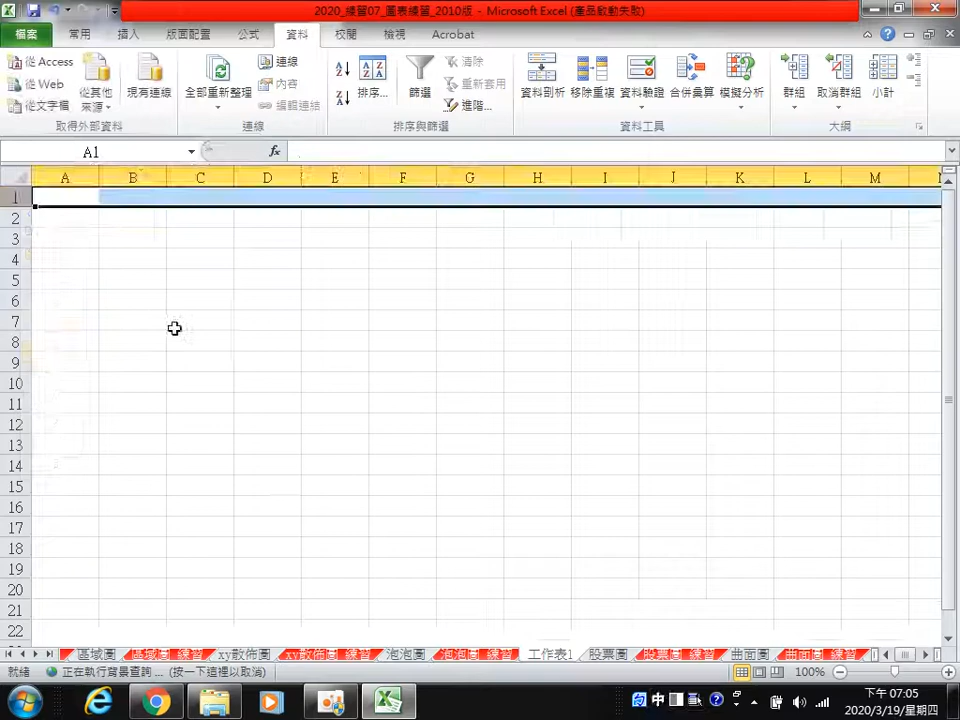 2020_練習07_圖表練習_2010版 - Microsoft Excel (產品啟動失敗)
檔案 常用 插入 版面配置 公式 資料 校閱 檢視 Acrobat
從 Access
從 Web
從文字檔
從其他來源
現有連線
取得外部資料
全部重新整理
連線
內容
編輯連結
連線
排序...
篩選
清除
重新套用
進階...
排序與篩選
資料剖析
移除重複
資料驗證
合併彙算
模擬分析
資料工具
群組
取消群組
小計
大綱
A1
fx
A B C D E F G H I J K L M
1
2
3
4
5
6
7
8
9
10
11
12
13
14
15
16
17
18
19
20
21
22
區域圖 區域圖_練習 xy散佈圖 xy散佈圖_練習 泡泡圖 泡泡圖_練習 工作表1 股票圖 股票圖_練習 曲面圖 曲面圖_練習
就緒 正在執行背景查詢 ... (按一下這裡以取消) 100%
中
下午 07:05
2020/3/19/星期四